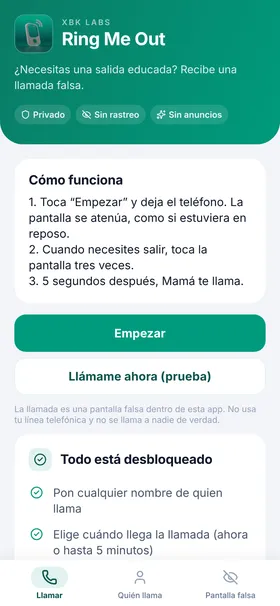 XBK LABS
Ring Me Out
¿Necesitas una salida educada? Recibe una
llamada falsa.
Privado
Sin rastreo
Sin anuncios
Cómo funciona
1. Toca “Empezar” y deja el teléfono. La
pantalla se atenúa, como si estuviera en
reposo.
2. Cuando necesites salir, toca la
pantalla tres veces.
3. 5 segundos después, Mamá te llama.
Empezar
Llámame ahora (prueba)
La llamada es una pantalla falsa dentro de esta app. No usa
tu línea telefónica y no se llama a nadie de verdad.
Todo está desbloqueado
Pon cualquier nombre de quien
llama
Elige cuándo llega la llamada (ahora
o hasta 5 minutos)
Llamar
Quién llama
Pantalla falsa